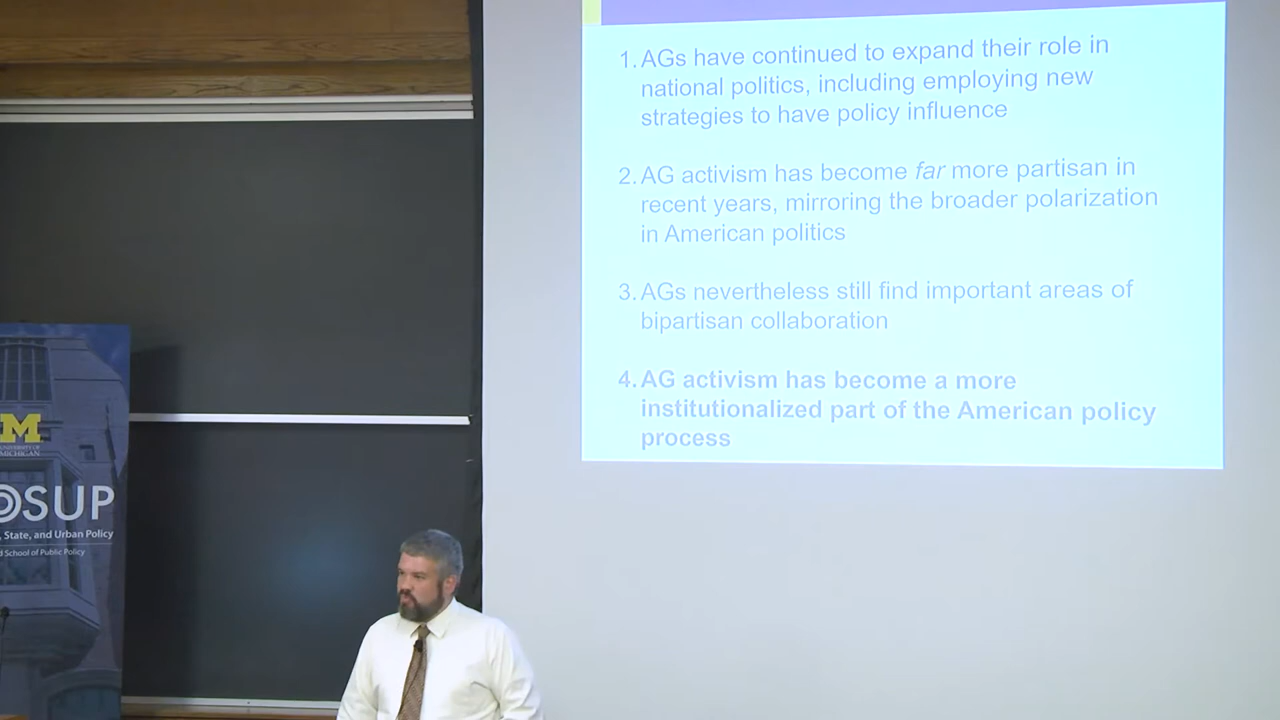 1. AGs have continued to expand their role in
national politics, including employing new
strategies to have policy influence
2. AG activism has become far more partisan in
recent years, mirroring the broader polarization
in American politics
3. AGs nevertheless still find important areas of
bipartisan collaboration
4. AG activism has become a more
institutionalized part of the American policy
process
M
UNIVERSITY OF
MICHIGAN
OSUP
, State, and Urban Policy
d School of Public Policy